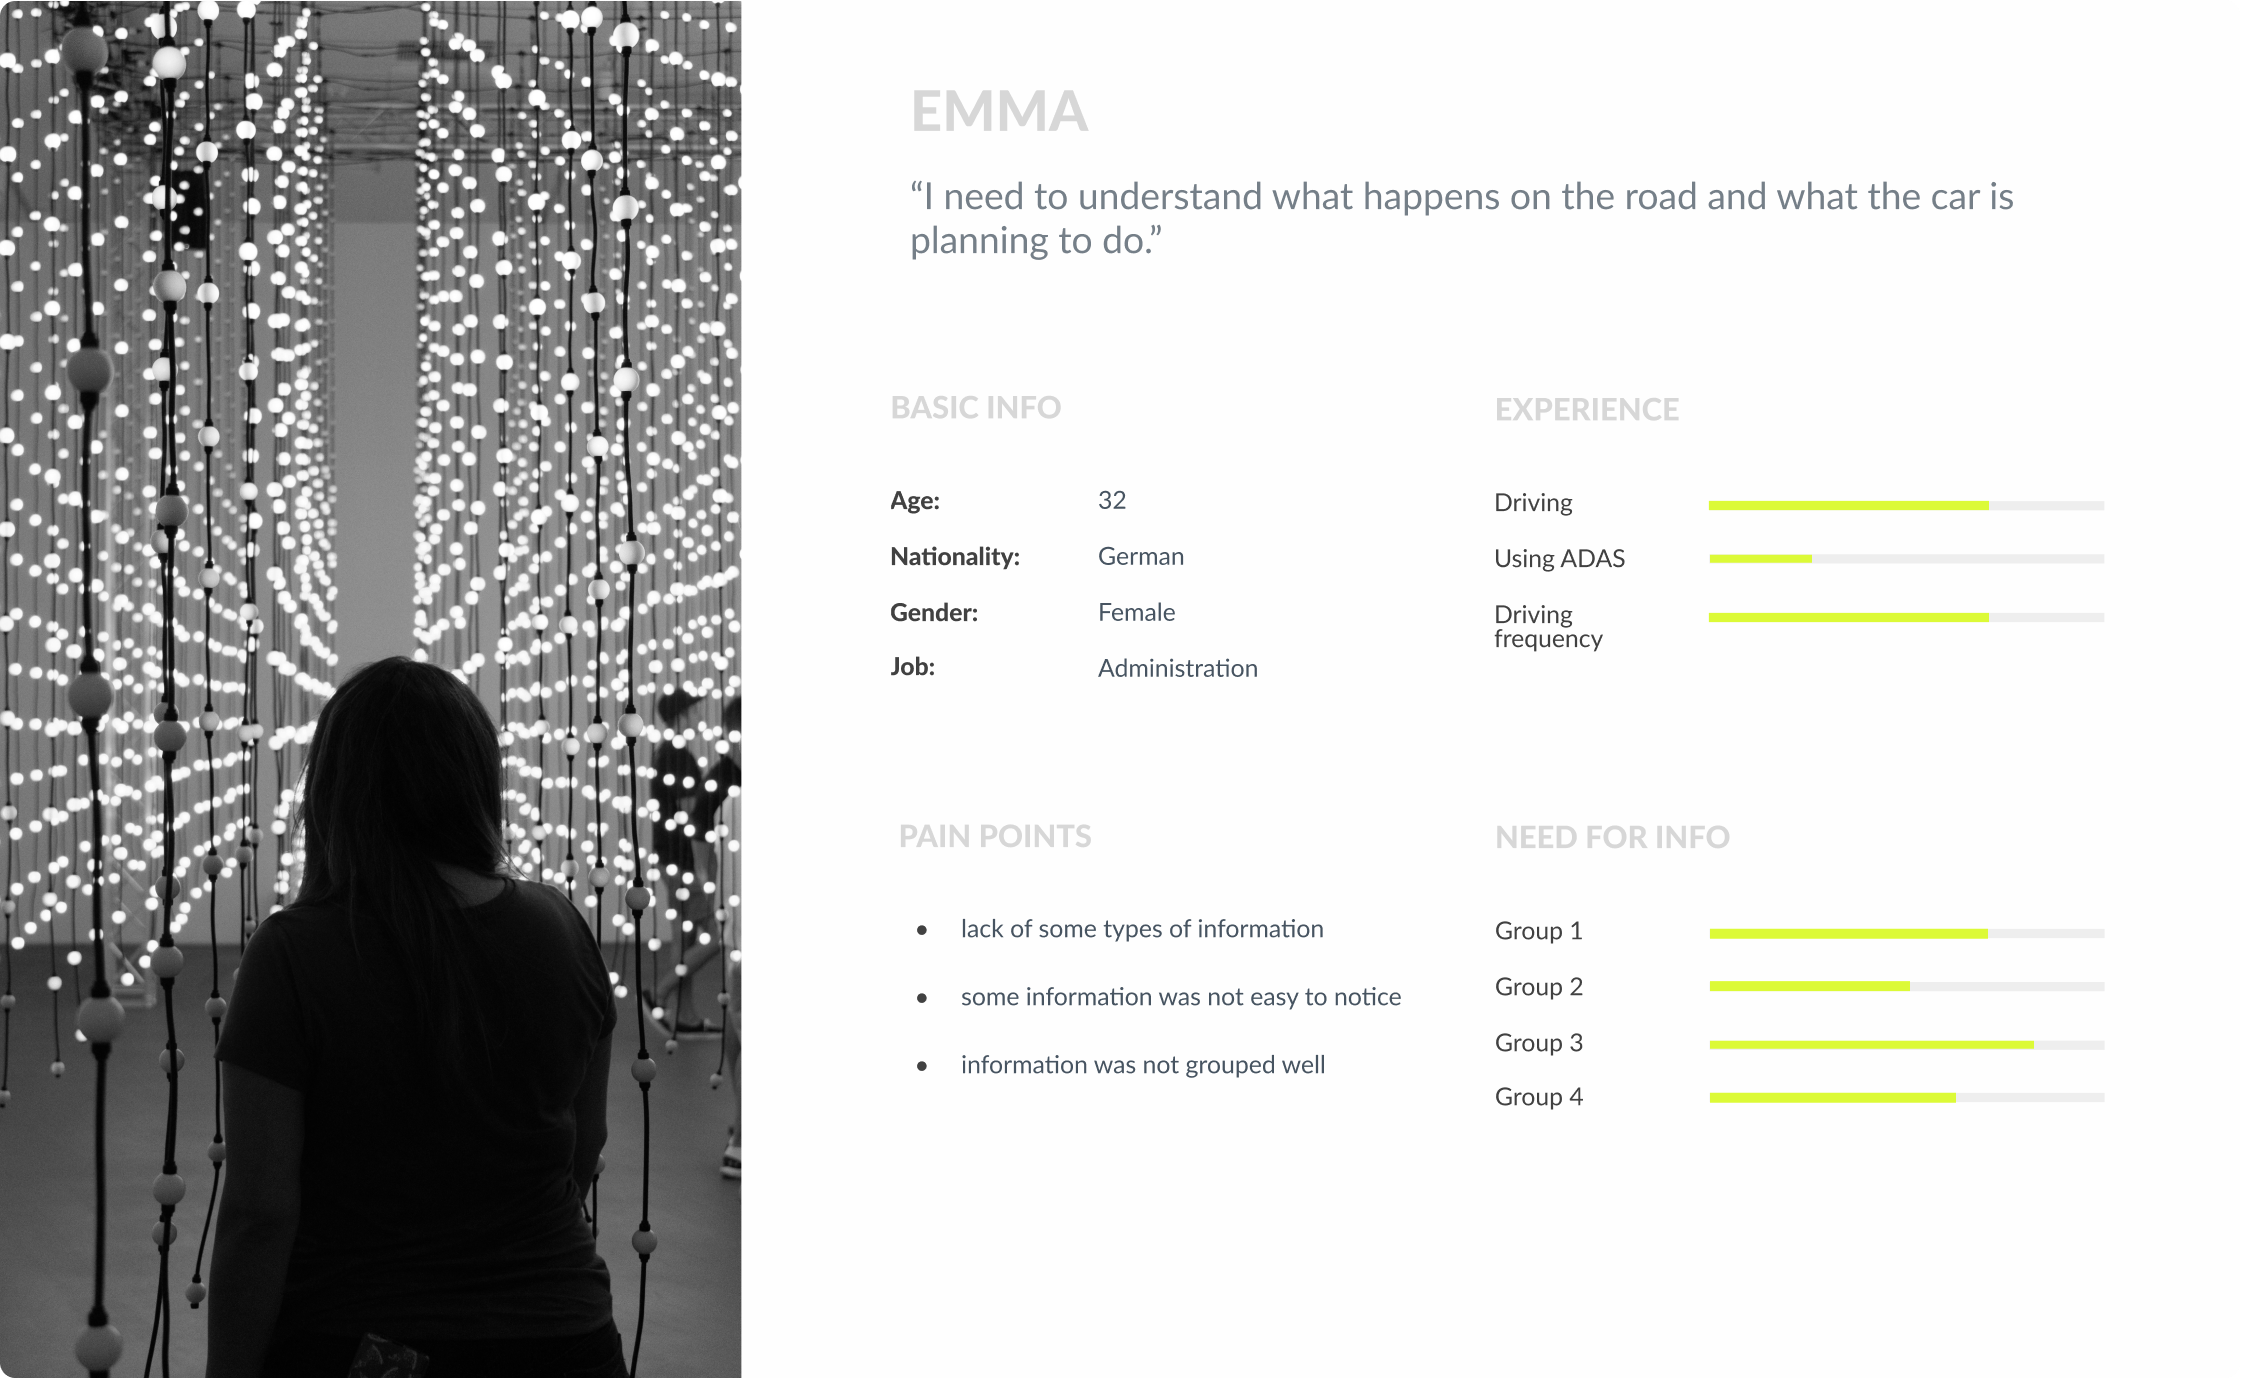 EMMA
“I need to understand what happens on the road and what the car is
planning to do.”
BASIC INFO
Age: 32
Nationality: German
Gender: Female
Job: Administration
EXPERIENCE
Driving
Using ADAS
Driving
frequency
PAIN POINTS
• lack of some types of information
• some information was not easy to notice
• information was not grouped well
NEED FOR INFO
Group 1
Group 2
Group 3
Group 4